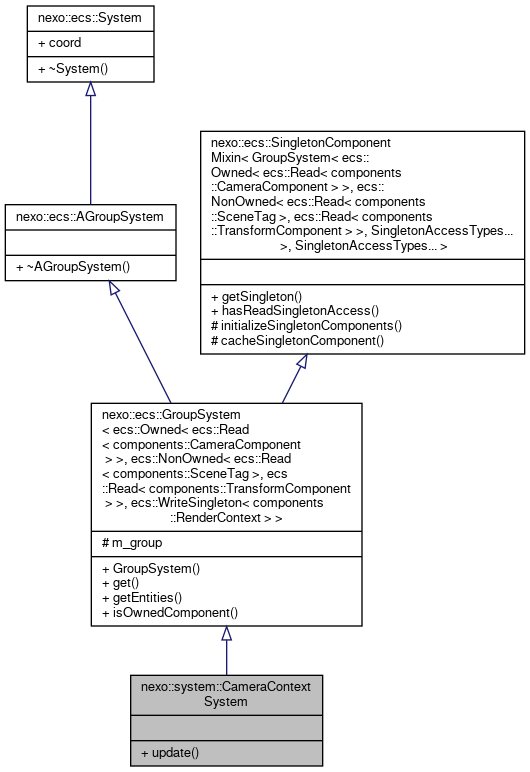 nexo::ecs::System
+ coord
+ ~System()
nexo::ecs::SingletonComponent
Mixin< GroupSystem< ecs::
Owned< ecs::Read< components
::CameraComponent > >, ecs::
NonOwned< ecs::Read< components
::SceneTag >, ecs::Read< components
::TransformComponent > >, SingletonAccessTypes...
>, SingletonAccessTypes... >
+ getSingleton()
+ hasReadSingletonAccess()
# initializeSingletonComponents()
# cacheSingletonComponent()
nexo::ecs::AGroupSystem
+ ~AGroupSystem()
nexo::ecs::GroupSystem
< ecs::Owned< ecs::Read
< components::CameraComponent
> >, ecs::NonOwned< ecs::Read
< components::SceneTag >, ecs
::Read< components::TransformComponent
> >, ecs::WriteSingleton< components
::RenderContext > >
# m_group
+ GroupSystem()
+ get()
+ getEntities()
+ isOwnedComponent()
nexo::system::CameraContext
System
+ update()